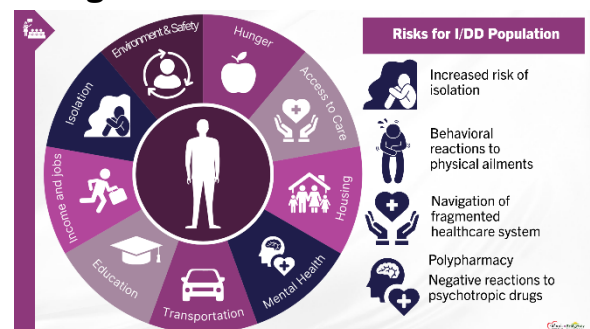 Environment & Safety
Hunger
Access to Care
Housing
Mental Health
Transportation
Education
Income and jobs
Isolation
Risks for I/DD Population
Increased risk of
isolation
Behavioral
reactions to
physical ailments
Navigation of
fragmented
healthcare system
Polypharmacy
Negative reactions to
psychotropic drugs